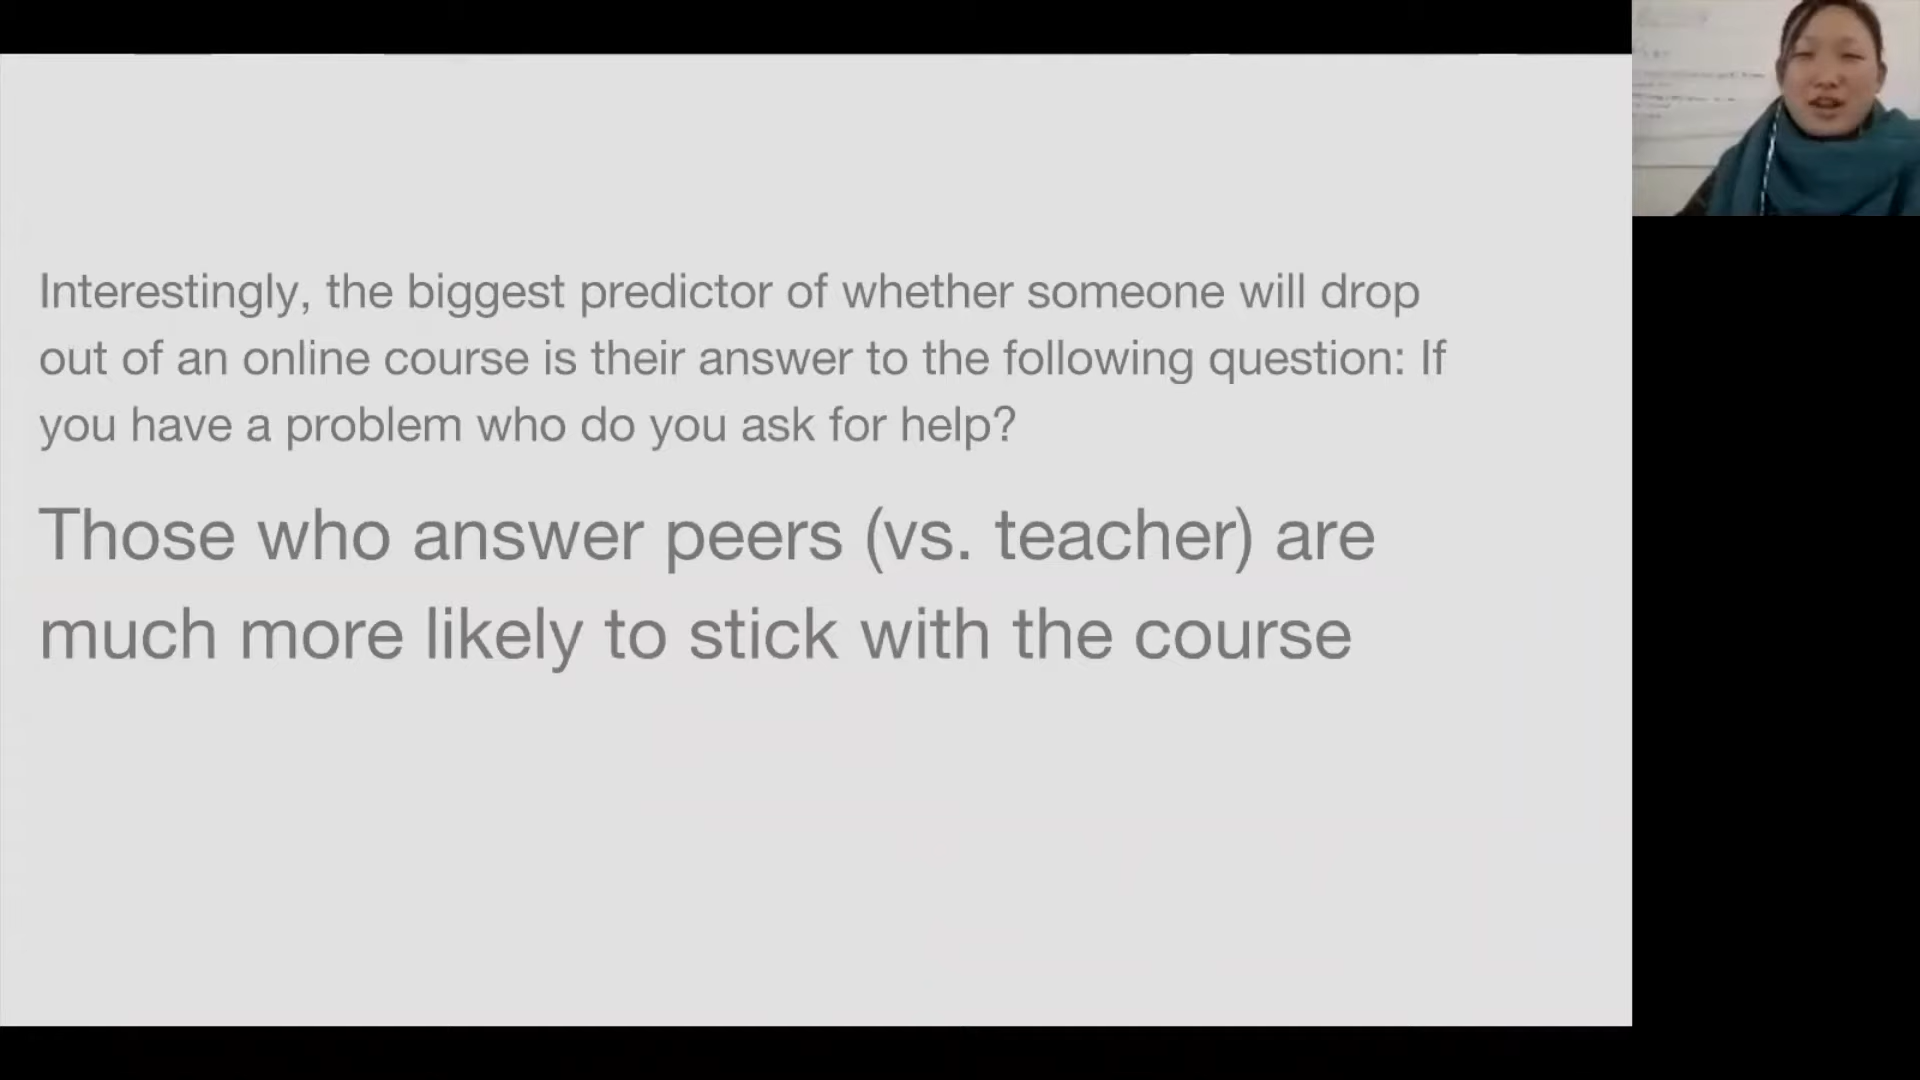 Interestingly, the biggest predictor of whether someone will drop
out of an online course is their answer to the following question: If
you have a problem who do you ask for help?
Those who answer peers (vs. teacher) are
much more likely to stick with the course